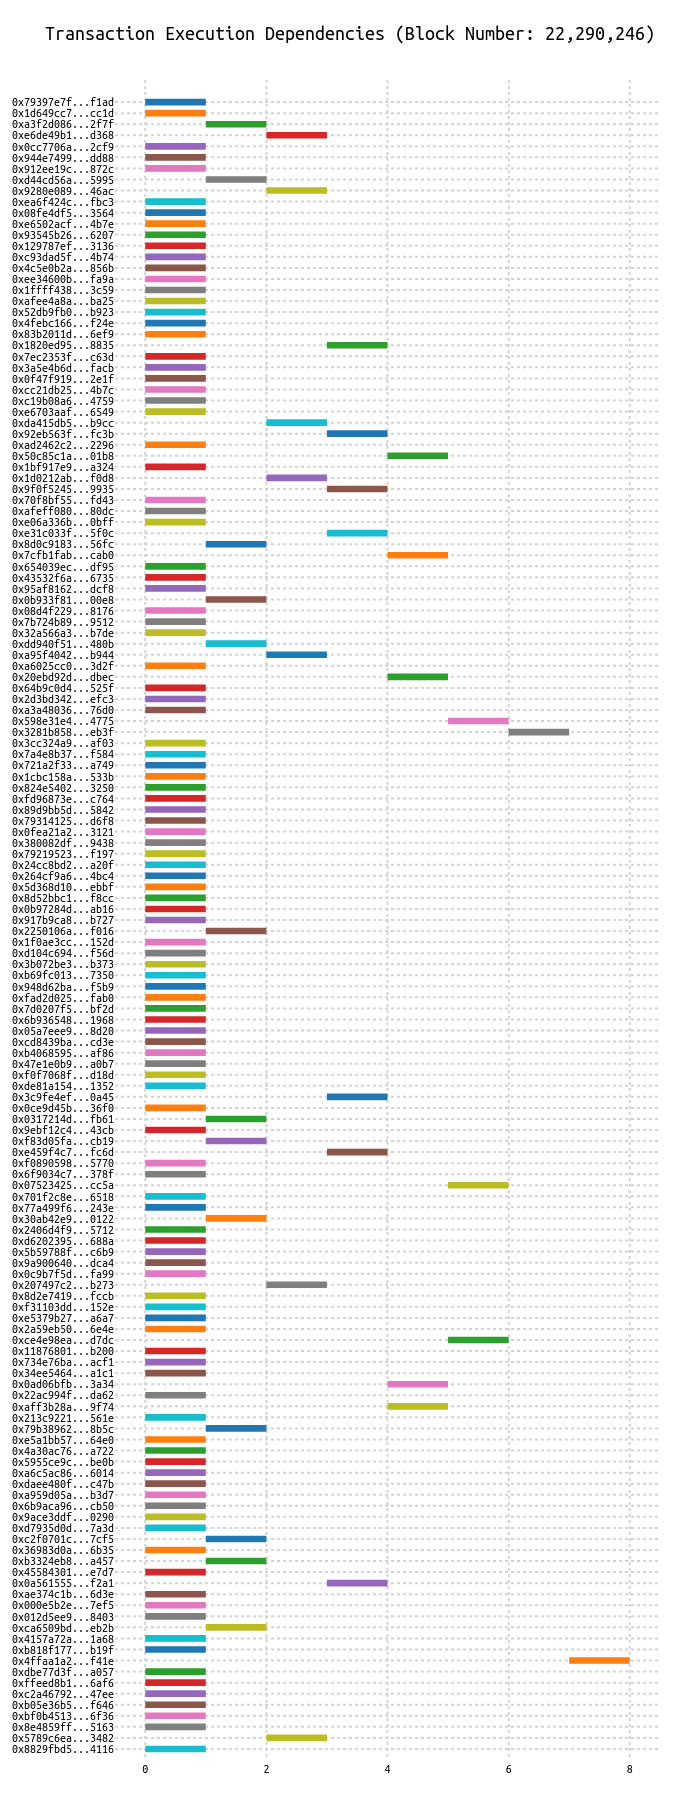 Transaction Execution Dependencies (Block Number: 22,290,246)
0x79397e7f...f1ad
0x1d649cc7...cc1d
0xa3f2d086...2f7f
0xe6de49b1...d368
0x0cc7706a...2cf9
0x944e7499...dd88
0x912ee19c...872c
0xd44cd56a...5995
0x9280e089...46ac
0xea6f424c...fbc3
0x08fe4df5...3564
0xe6502acf...4b7e
0x93545b26...6207
0x129787ef...3136
0xc93dad5f...4b74
0x4c5e0b2a...856b
0xee34600b...fa9a
0x1ffff438...3c59
0xafee4a8a...ba25
0x52db9fb0...b923
0x4febc166...f24e
0x83b2011d...6ef9
0x1820ed95...8835
0x7ec2353f...c63d
0x3a5e4b6d...facb
0x0f47f919...2e1f
0xcc21db25...4b7c
0xc19b08a6...4759
0xe6703aaf...6549
0xda415db5...b9cc
0x92eb563f...fc3b
0xad2462c2...2296
0x50c85c1a...01b8
0x1bf917e9...a324
0x1d0212ab...f0d8
0x9f0f5245...9935
0x70f8bf55...fd43
0xafeff080...80dc
0xe06a336b...0bff
0xe31c033f...5f0c
0x8d0c9183...56fc
0x7cfb1fab...cab0
0x654039ec...df95
0x43532f6a...6735
0x95af8162...dcf8
0x0b933f81...00e8
0x08d4f229...8176
0x7b724b89...9512
0x32a566a3...b7de
0xdd940f51...480b
0xa95f4042...b944
0xa6025cc0...3d2f
0x20ebd92d...dbec
0x64b9c0d4...525f
0x2d3bd342...efc3
0xa3a48036...76d0
0x598e31e4...4775
0x3281b858...eb3f
0x3cc324a9...af03
0x7a4e8b37...f584
0x721a2f33...a749
0x1cbc158a...533b
0x824e5402...3250
0xfd96873e...c764
0x89d9bb5d...5842
0x79314125...d6f8
0x0fea21a2...3121
0x380082df...9438
0x79219523...f197
0x24cc8bd2...a20f
0x264cf9a6...4bc4
0x5d368d10...ebbf
0x8d52bbc1...f8cc
0x0b97284d...ab16
0x917b9ca8...b727
0x2250106a...f016
0x1f0ae3cc...152d
0xd104c694...f56d
0x3b072be3...b373
0xb69fc013...7350
0x948d62ba...f5b9
0xfad2d025...fab0
0x7d0207f5...bf2d
0x6b936548...1968
0x05a7eee9...8d20
0xcd8439ba...cd3e
0xb4068595...af86
0x47e1e0b9...a0b7
0xf0f7068f...d18d
0xde81a154...1352
0x3c9fe4ef...0a45
0x0ce9d45b...36f0
0x0317214d...fb61
0x9ebf12c4...43cb
0xf83d05fa...cb19
0xe459f4c7...fc6d
0xf0890598...5770
0x6f9034c7...378f
0x07523425...cc5a
0x701f2c8e...6518
0x77a499f6...243e
0x30ab42e9...0122
0x2406d4f9...5712
0xd6202395...688a
0x5b59788f...c6b9
0x9a900640...dca4
0x0c9b7f5d...fa99
0x207497c2...b273
0x8d2e7419...fccb
0xf31103dd...152e
0xe5379b27...a6a7
0x2a59eb50...6e4e
0xce4e98ea...d7dc
0x11876801...b200
0x734e76ba...acf1
0x34ee5464...a1c1
0x0ad06bfb...3a34
0x22ac994f...da62
0xaff3b28a...9f74
0x213c9221...561e
0x79b38962...8b5c
0xe5a1bb57...64e0
0x4a30ac76...a722
0x5955ce9c...be0b
0xa6c5ac86...6014
0xdaee480f...c47b
0xa959d05a...b3d7
0x6b9aca96...cb50
0x9ace3ddf...0290
0xd7935d0d...7a3d
0xc2f0701c...7cf5
0x36983d0a...6b35
0xb3324eb8...a457
0x45584301...e7d7
0x0a561555...f2a1
0xae374c1b...6d3e
0x000e5b2e...7ef5
0x012d5ee9...8403
0xca6509bd...eb2b
0x4157a72a...1a68
0xb818f177...b19f
0x4ffaa1a2...f41e
0xdbe77d3f...a057
0xffeed8b1...6af6
0xc2a46792...47ee
0xb05e36b5...f646
0xbf0b4513...6f36
0x8e4859ff...5163
0x5789c6ea...3482
0x8829fbd5...4116
0 2 4 6 8